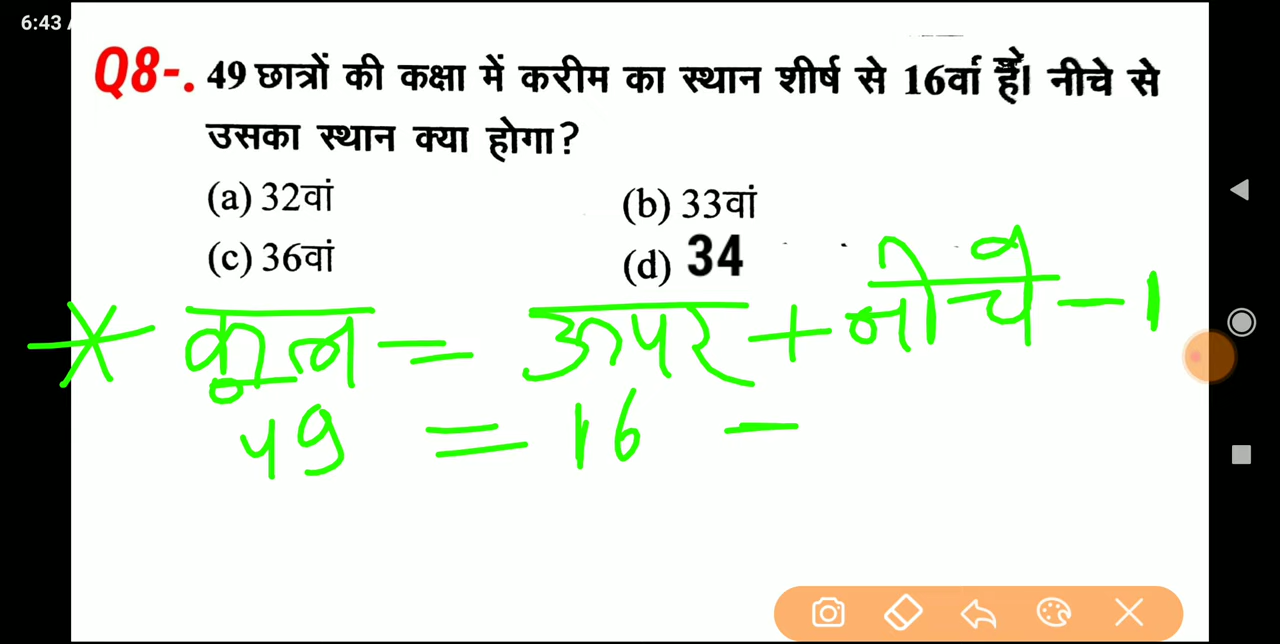 6:43
Q8-. 49 छात्रों की कक्षा में करीम का स्थान शीर्ष से 16वां है। नीचे से
उसका स्थान क्या होगा?
(a) 32वां (b) 33वां
(c) 36वां (d) 34
* कुल = ऊपर + नीचे - 1
49 = 16 -